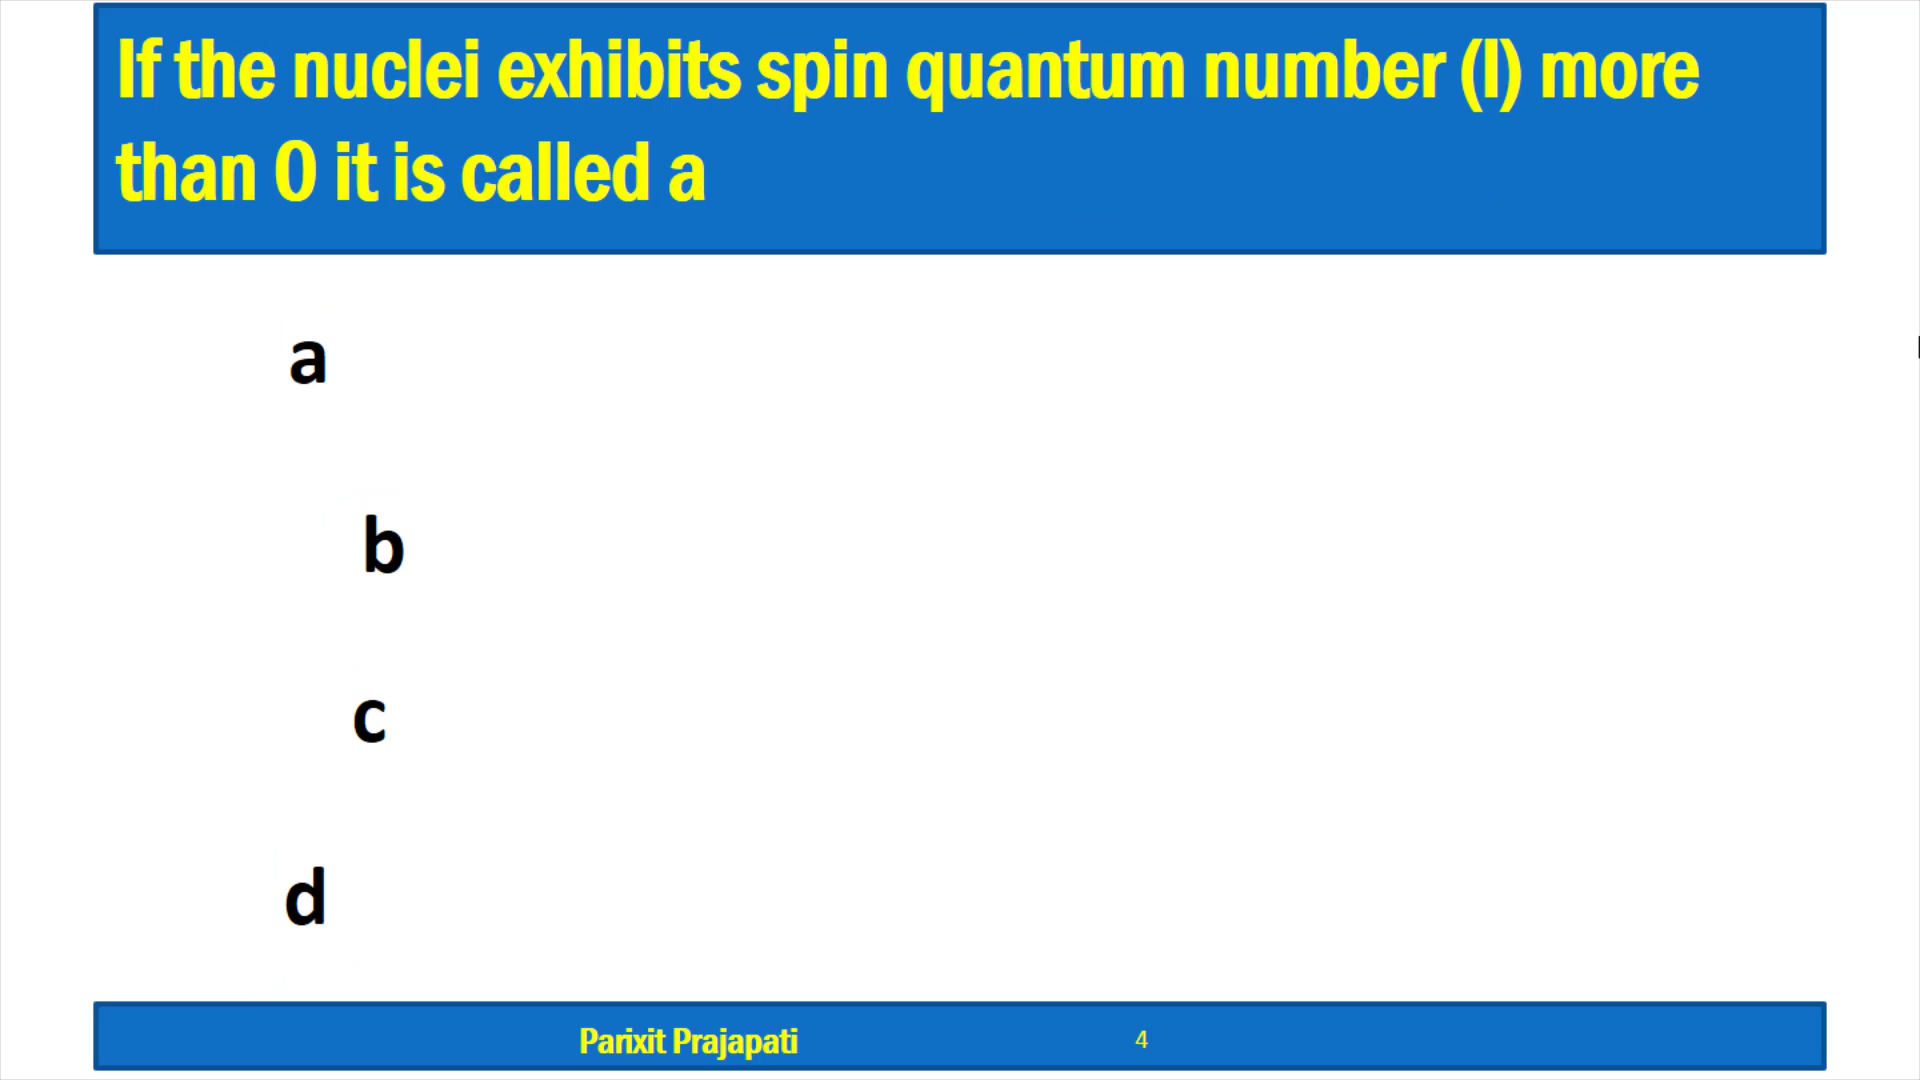 If the nuclei exhibits spin quantum number (I) more
than 0 it is called a
a
b
c
d
Parixit Prajapati
4